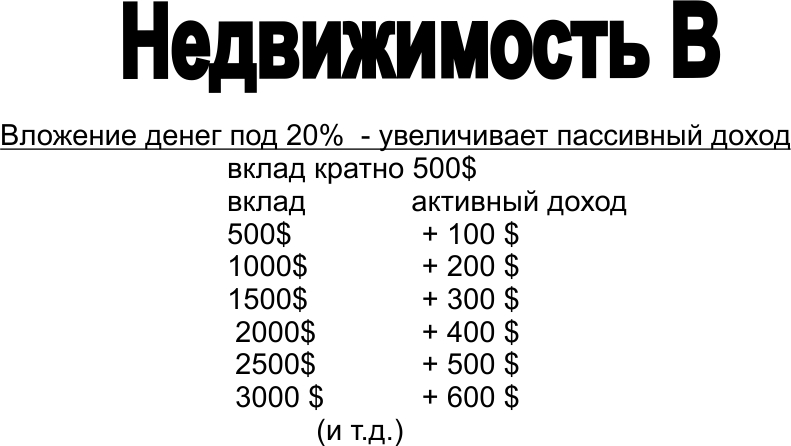 Недвижимость В
Вложение денег под 20% - увеличивает пассивный доход
вклад кратно 500$
вклад активный доход
500$ + 100 $
1000$ + 200 $
1500$ + 300 $
2000$ + 400 $
2500$ + 500 $
3000 $ + 600 $
(и т.д.)